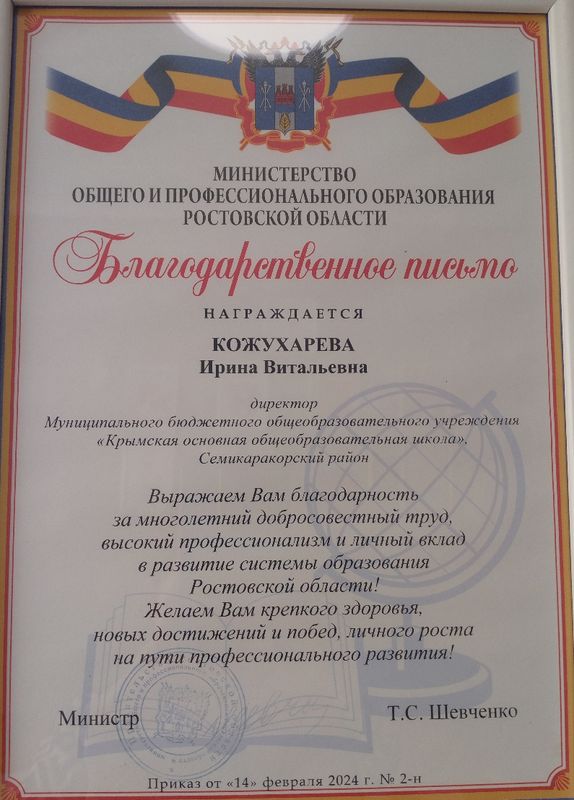 МИНИСТЕРСТВО
ОБЩЕГО И ПРОФЕССИОНАЛЬНОГО ОБРАЗОВАНИЯ
РОСТОВСКОЙ ОБЛАСТИ
Благодарственное письмо
НАГРАЖДАЕТСЯ
КОЖУХАРЕВА
Ирина Витальевна
директор
Муниципального бюджетного общеобразовательного учреждения
«Крымская основная общеобразовательная школа»,
Семикаракорский район
Выражаем Вам благодарность
за многолетний добросовестный труд,
высокий профессионализм и личный вклад
в развитие системы образования
Ростовской области!
Желаем Вам крепкого здоровья,
новых достижений и побед, личного роста
на пути профессионального развития!
Министр
Т.С. Шевченко
Приказ от «14» февраля 2024 г. № 2-н